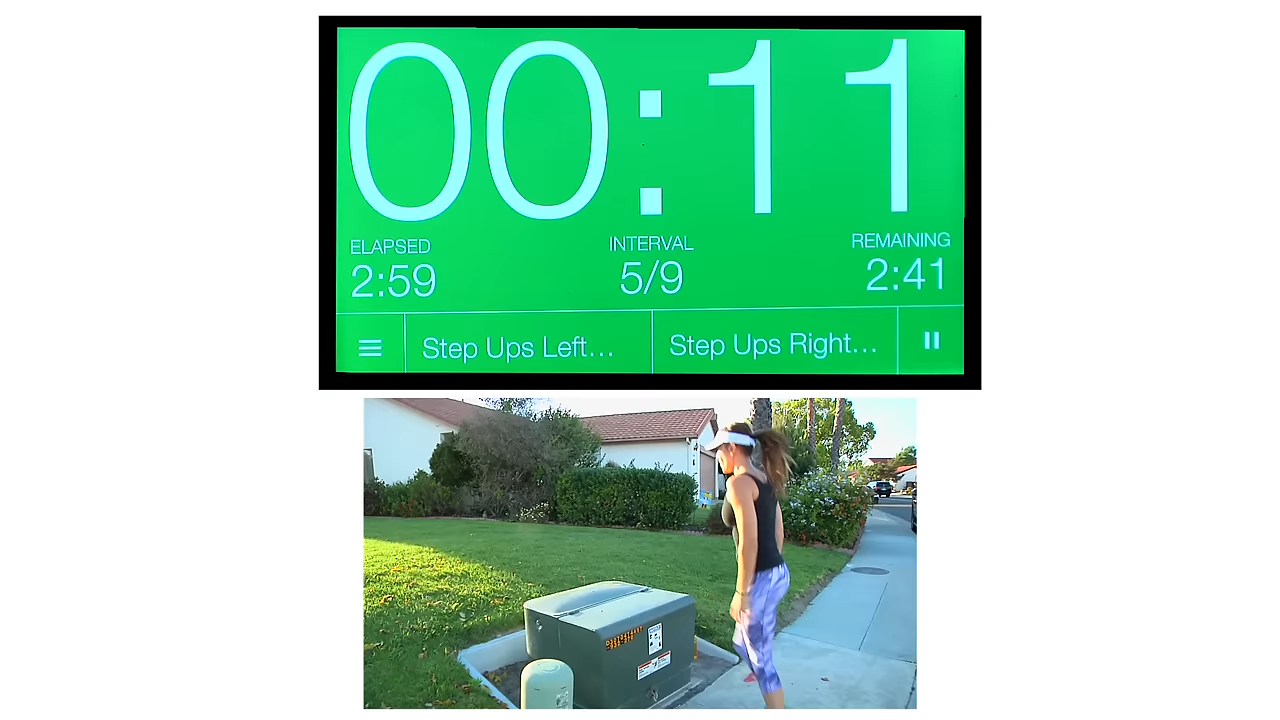 00:11
ELAPSED INTERVAL REMAINING
2:59 5/9 2:41
Step Ups Left... Step Ups Right...